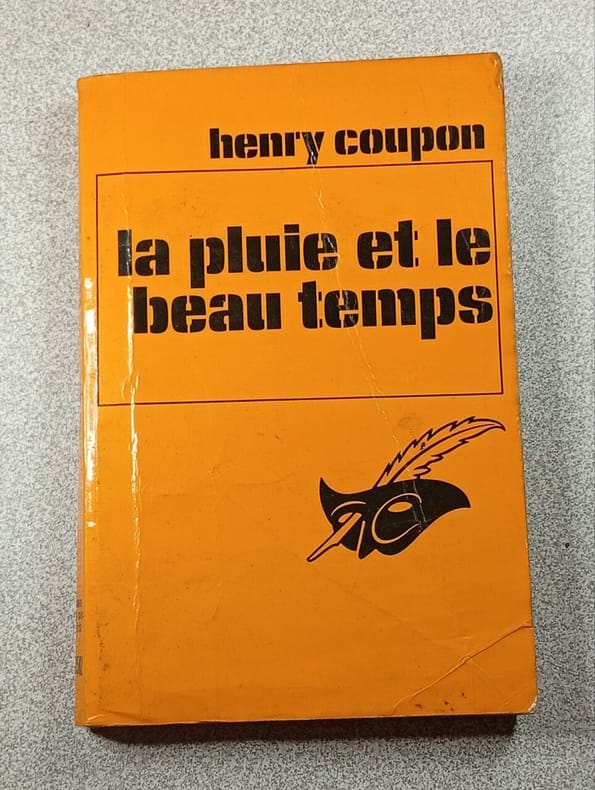 henry coupon
la pluie et le
beau temps